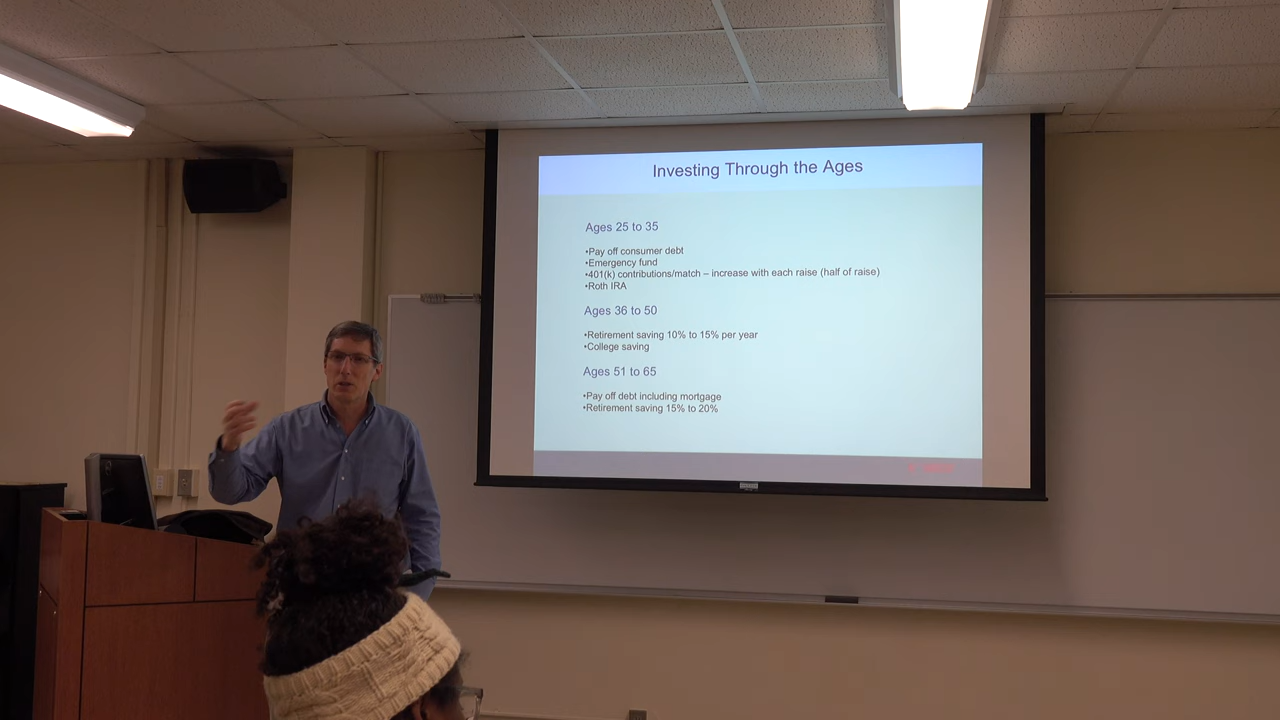 Investing Through the Ages
Ages 25 to 35
•Pay off consumer debt
•Emergency fund
•401(k) contributions/match – increase with each raise (half of raise)
•Roth IRA
Ages 36 to 50
•Retirement saving 10% to 15% per year
•College saving
Ages 51 to 65
•Pay off debt including mortgage
•Retirement saving 15% to 20%